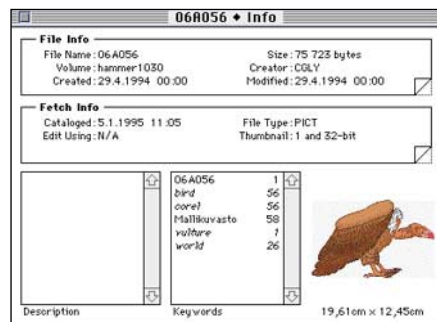 06A056 ♦ Info
File Info
File Name: 06A056 Size: 75 723 bytes
Volume: hammer1030 Creator: CGLY
Created: 29.4.1994 00:00 Modified: 29.4.1994 00:00
Fetch Info
Cataloged: 5.1.1995 11:05 File Type: PICT
Edit Using: N/A Thumbnail: 1 and 32-bit
06A056 1
bird 56
corel 56
Mallikuvasto 58
vulture 1
world 26
Description Keywords 19,61cm × 12,45cm